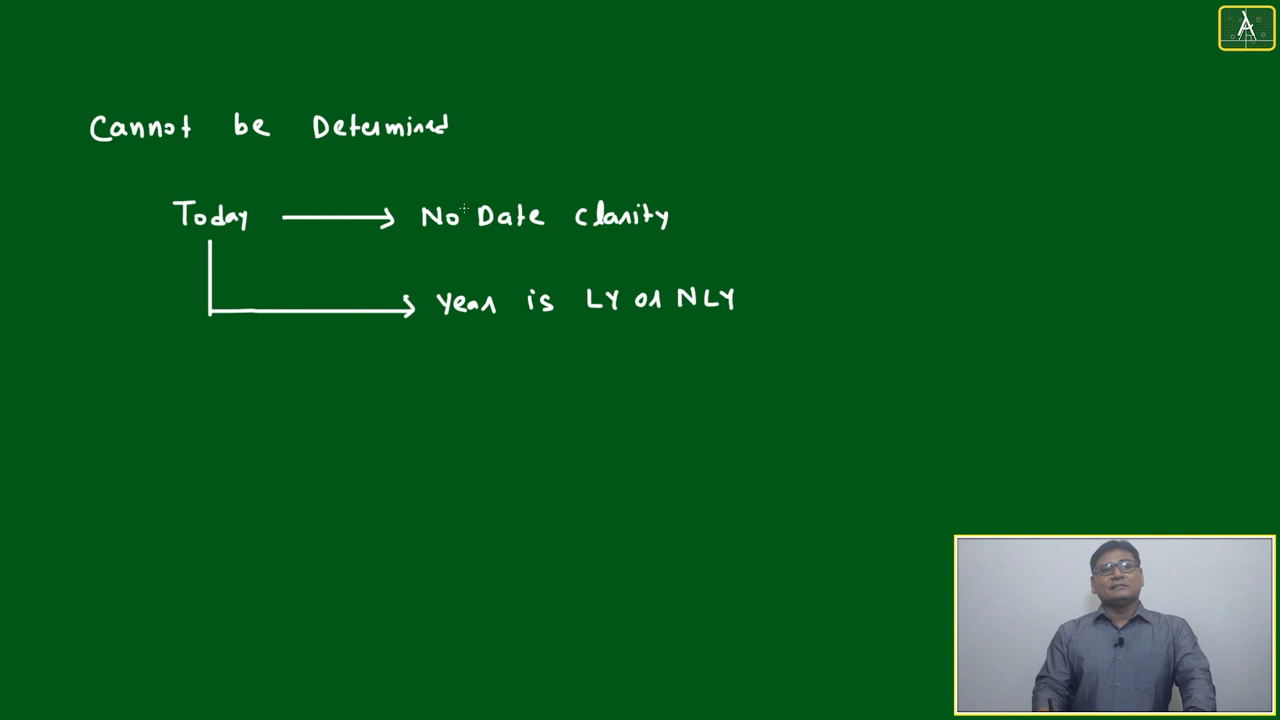 Cannot be Determined
Today → No Date clarity
→ Year is LY or NLY